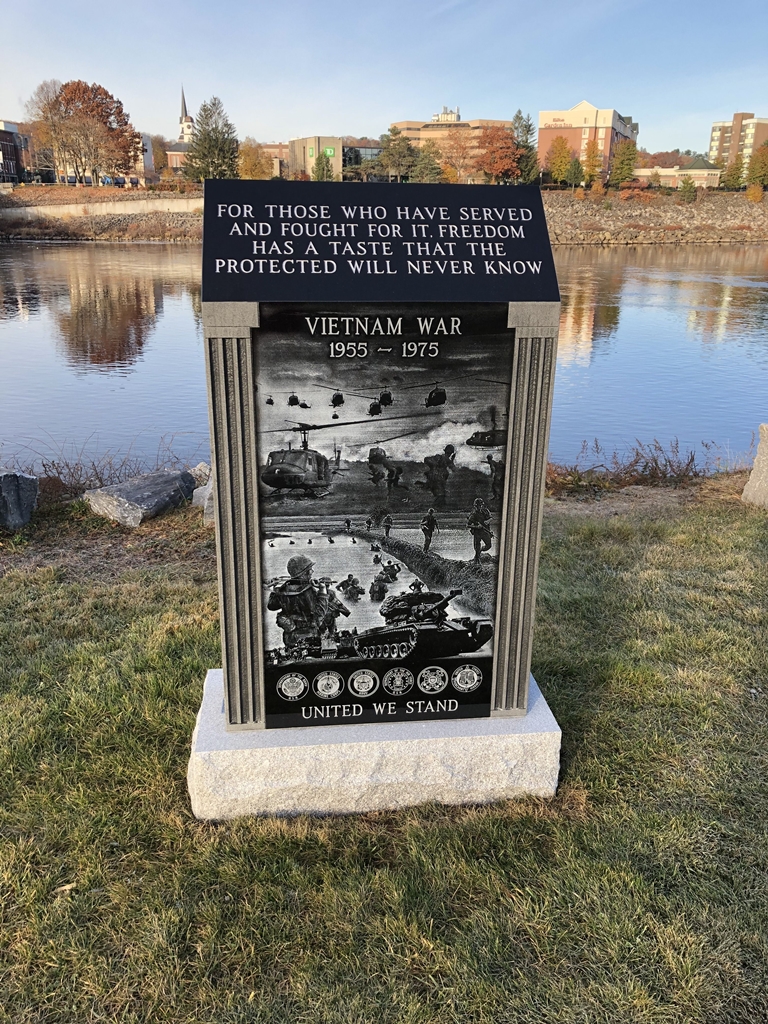 FOR THOSE WHO HAVE SERVED
AND FOUGHT FOR IT, FREEDOM
HAS A TASTE THAT THE
PROTECTED WILL NEVER KNOW
VIETNAM WAR
1955 – 1975
UNITED WE STAND